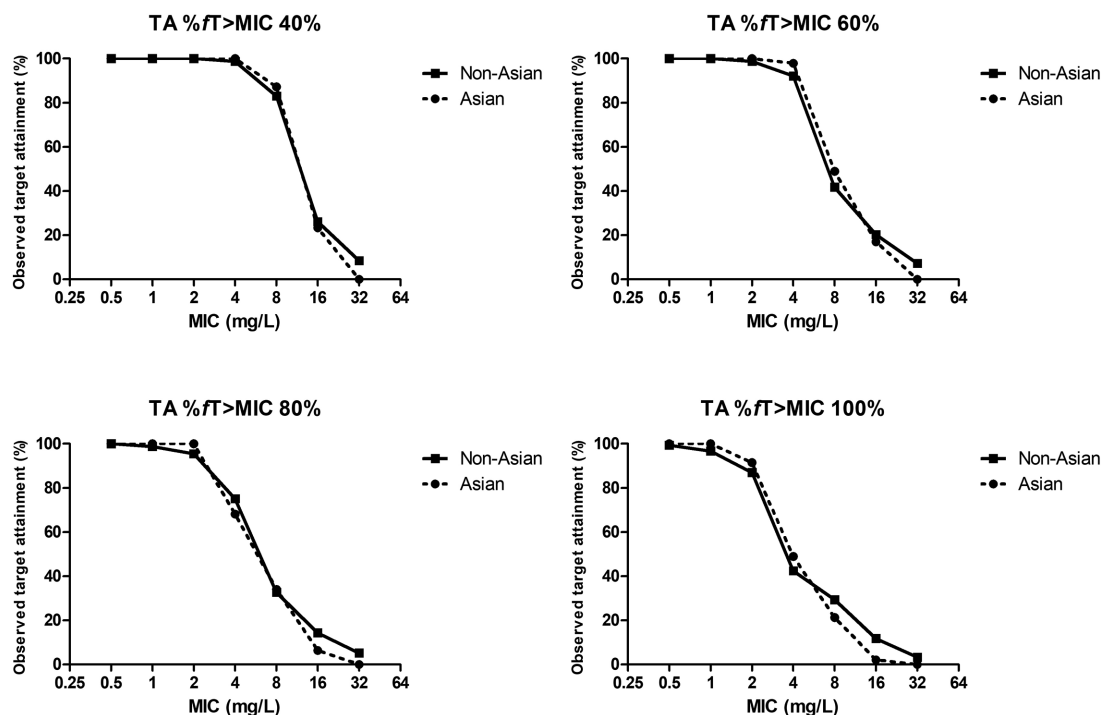 TA %fT>MIC 40%
Observed target attainment (%)
100
80
60
40
20
0
0.25 0.5 1 2 4 8 16 32 64
MIC (mg/L)
Non-Asian
Asian
TA %fT>MIC 60%
Observed target attainment (%)
100
80
60
40
20
0
0.25 0.5 1 2 4 8 16 32 64
MIC (mg/L)
Non-Asian
Asian
TA %fT>MIC 80%
Observed target attainment (%)
100
80
60
40
20
0
0.25 0.5 1 2 4 8 16 32 64
MIC (mg/L)
Non-Asian
Asian
TA %fT>MIC 100%
Observed target attainment (%)
100
80
60
40
20
0
0.25 0.5 1 2 4 8 16 32 64
MIC (mg/L)
Non-Asian
Asian